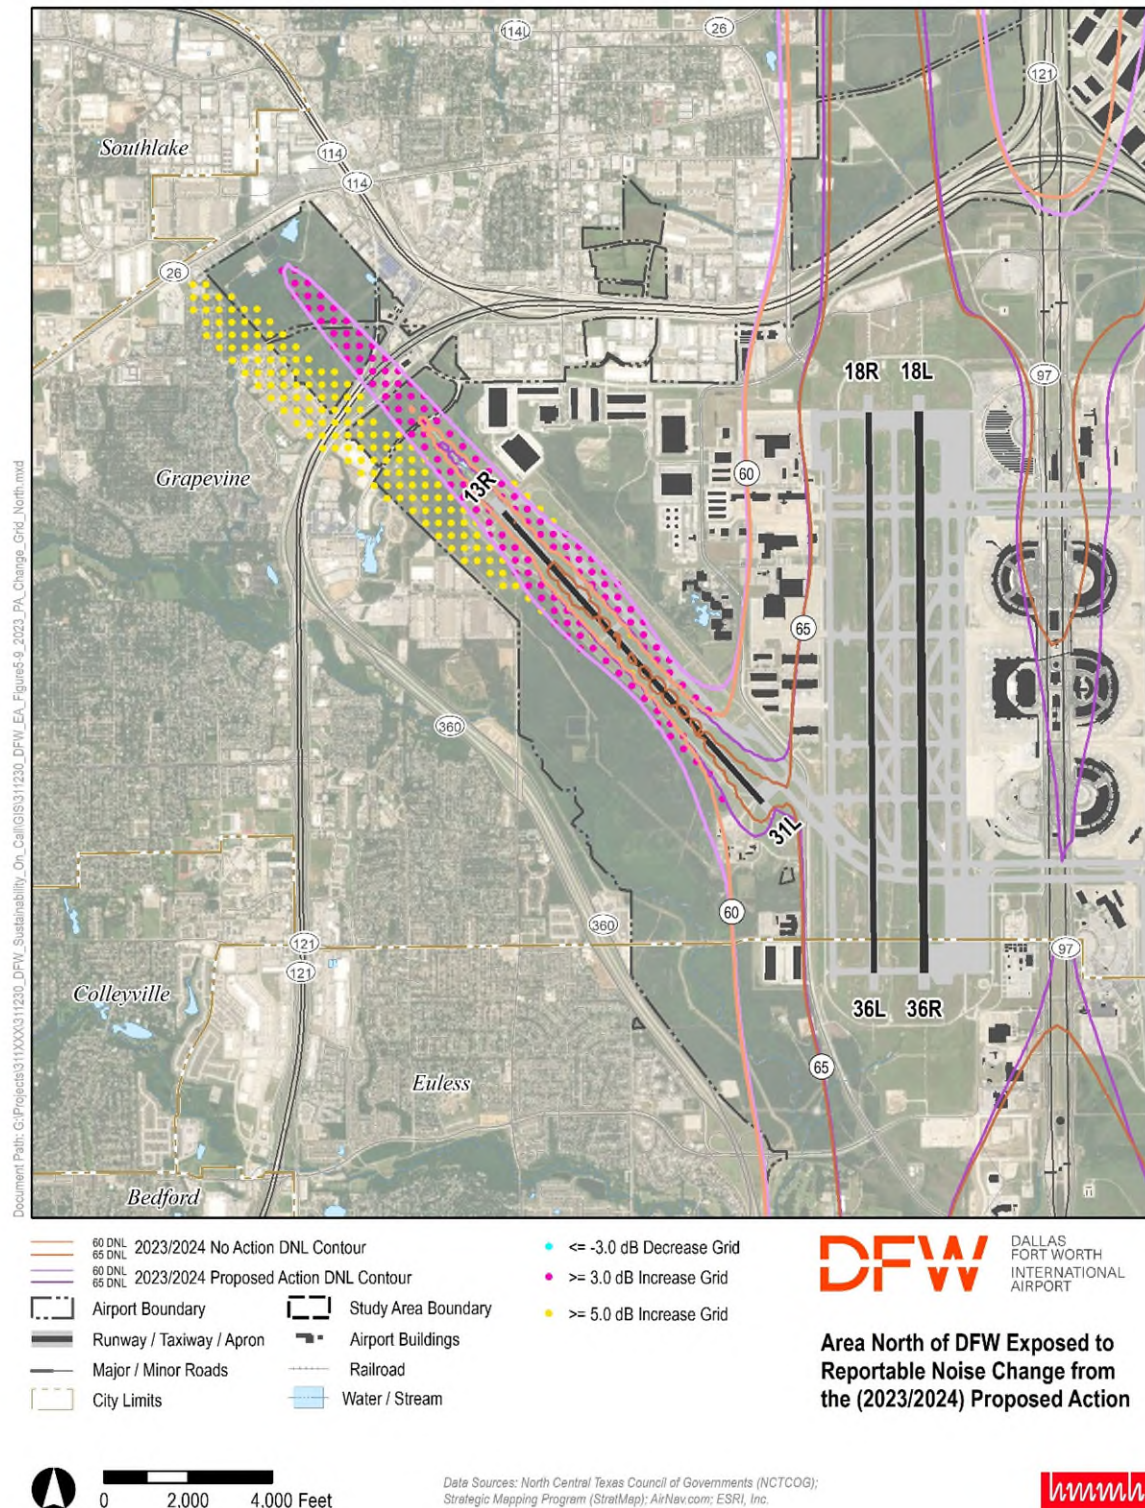 114L
26
121
Southlake
114
114
26
18R
18L
97
Grapevine
13R
60
65
360
31L
60
360
121
121
97
Colleyville
36L
36R
65
Euless
Bedford
Document Path: G:\Projects\311XXX\311230_DFW_Sustainability_On_Call\GIS\311230_DFW_EA_Figure5-9_2023_PA_Change_Grid_North.mxd
60 DNL
65 DNL 2023/2024 No Action DNL Contour
60 DNL
65 DNL 2023/2024 Proposed Action DNL Contour
Airport Boundary
Study Area Boundary
Runway / Taxiway / Apron
Airport Buildings
Major / Minor Roads
Railroad
City Limits
Water / Stream
<= -3.0 dB Decrease Grid
>= 3.0 dB Increase Grid
>= 5.0 dB Increase Grid
DFW
DALLAS
FORT WORTH
INTERNATIONAL
AIRPORT
Area North of DFW Exposed to
Reportable Noise Change from
the (2023/2024) Proposed Action
0 2,000 4,000 Feet
Data Sources: North Central Texas Council of Governments (NCTCOG);
Strategic Mapping Program (StratMap); AirNav.com; ESRI, Inc.
hmmh